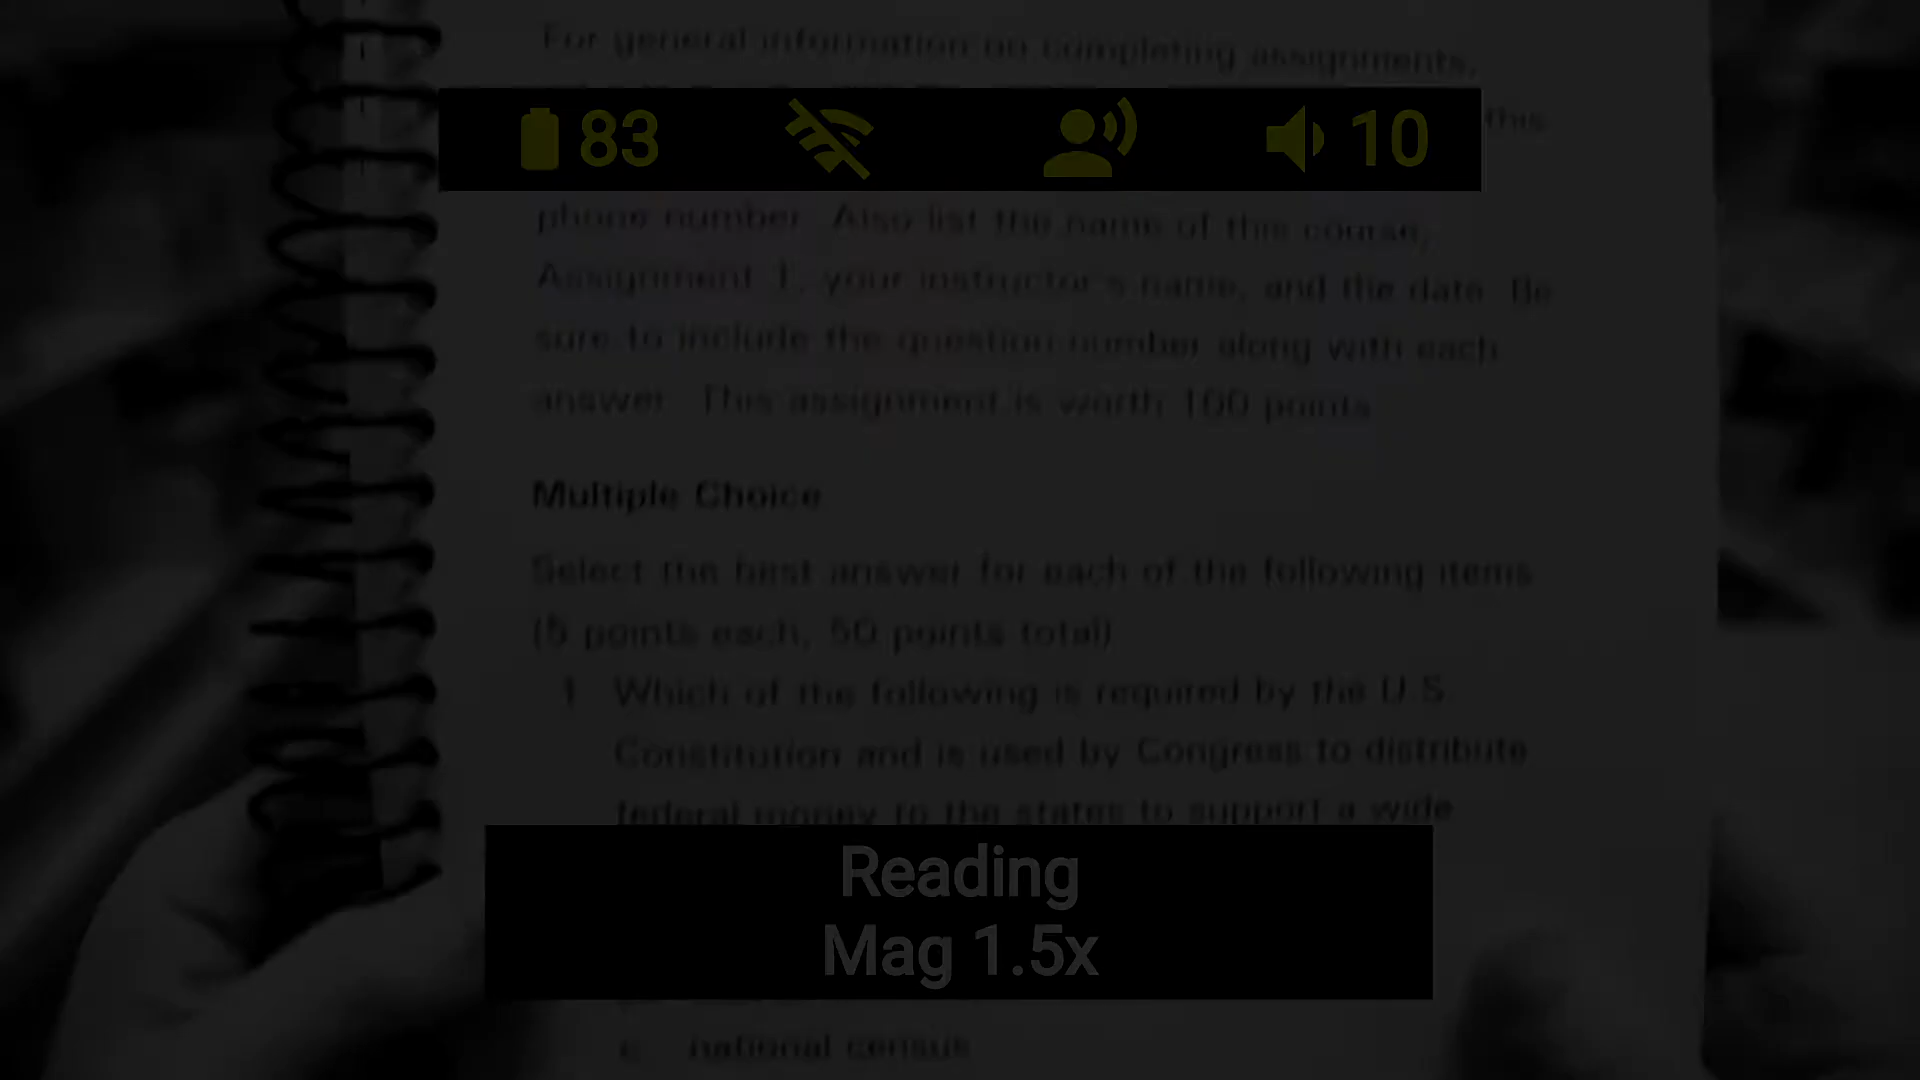 For general information on completing assignments,
this
83
10
phone number. Also list the name of this course,
Assignment 1, your instructor's name, and the date. Be
sure to include the question number along with each
answer. This assignment is worth 100 points.
Multiple Choice
Select the best answer for each of the following items
(5 points each, 50 points total)
1. Which of the following is required by the U.S.
Constitution and is used by Congress to distribute
federal money to the states to support a wide
Reading
Mag 1.5x
c. national census